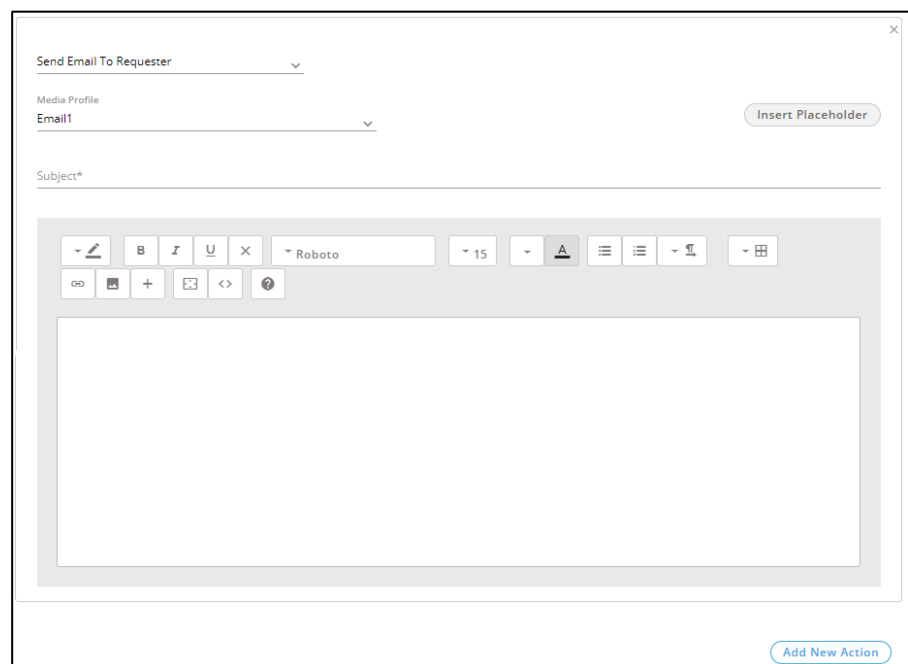 Send Email To Requester
Media Profile
Email1
Insert Placeholder
Subject*
B I U
Roboto
15
A
Add New Action